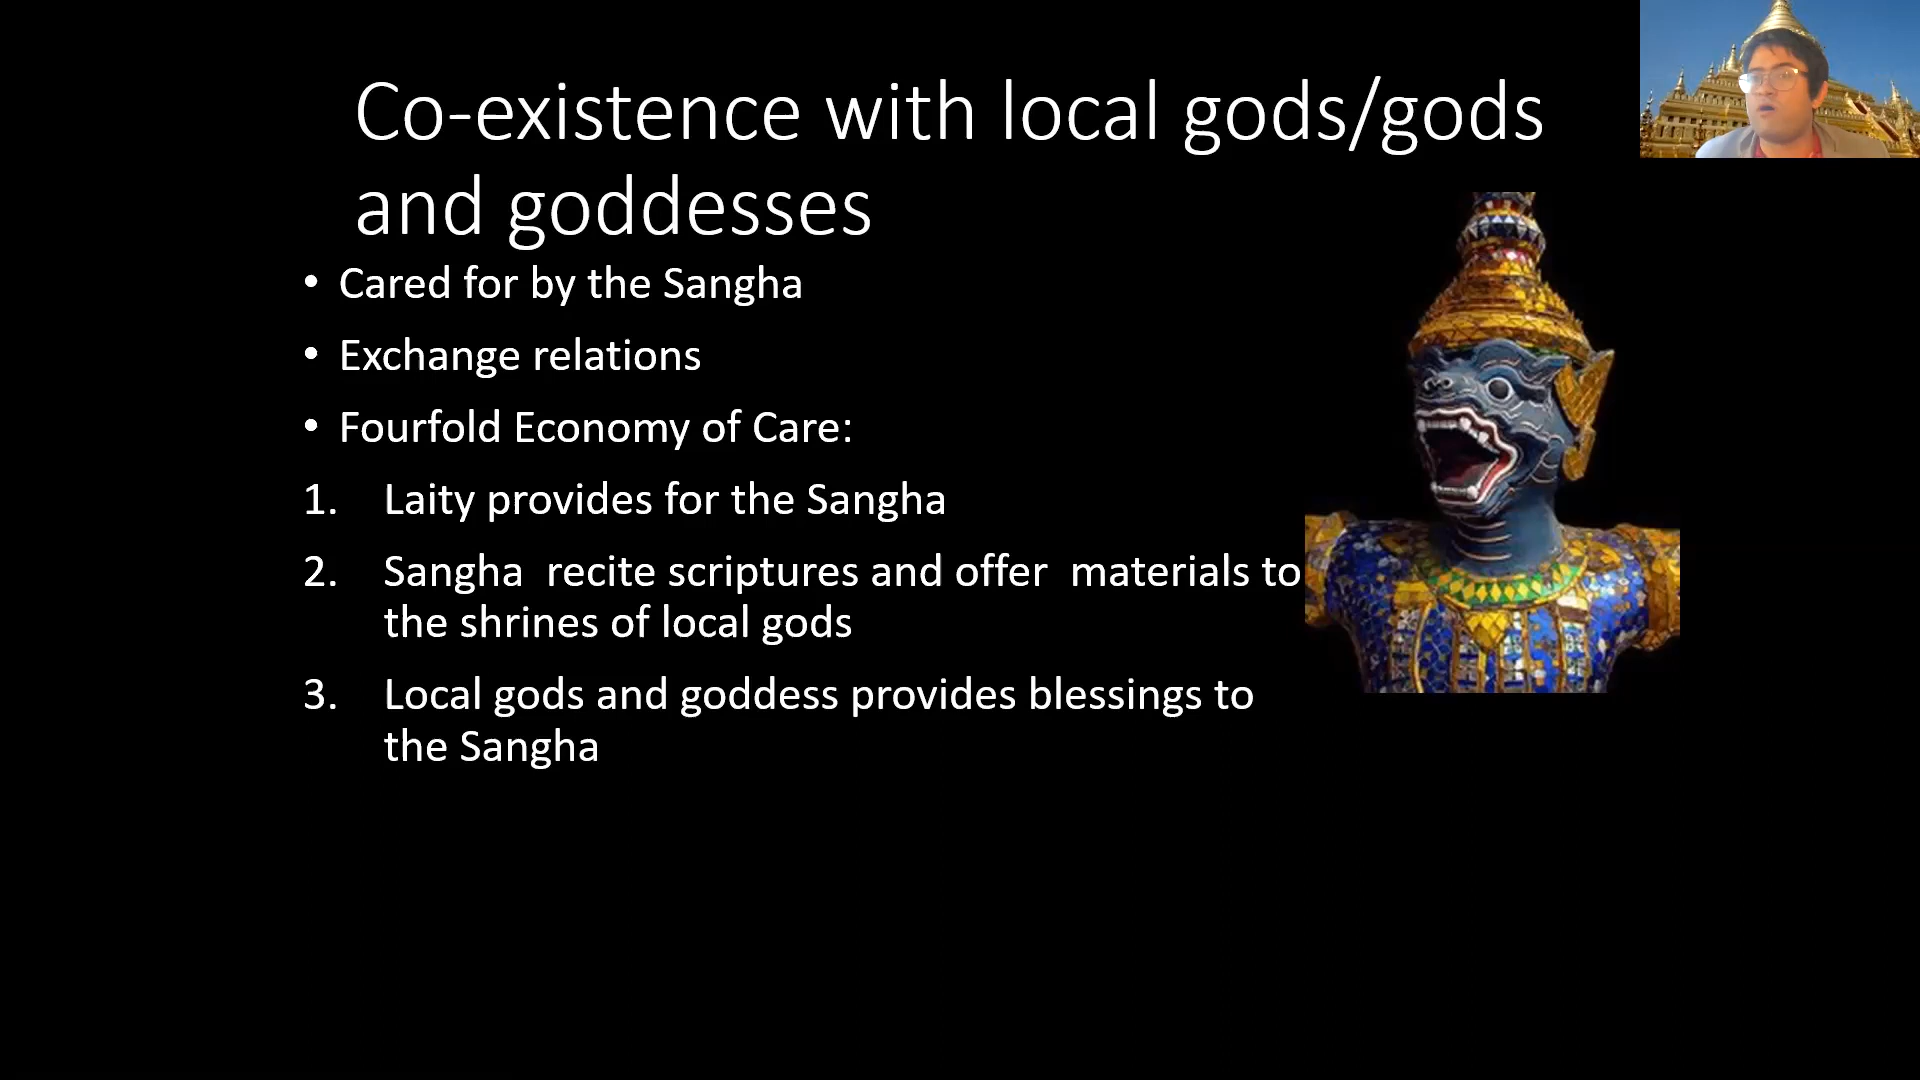 Co-existence with local gods/gods
and goddesses
• Cared for by the Sangha
• Exchange relations
• Fourfold Economy of Care:
1. Laity provides for the Sangha
2. Sangha recite scriptures and offer materials to
the shrines of local gods
3. Local gods and goddess provides blessings to
the Sangha